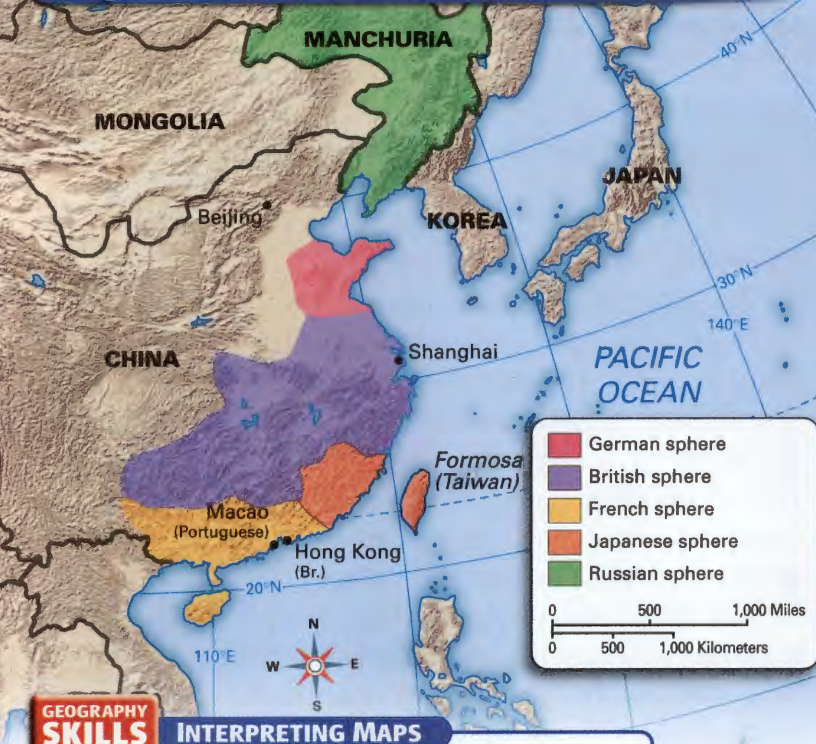 MANCHURIA
40°N
MONGOLIA
JAPAN
Beijing
KOREA
30°N
140°E
CHINA
Shanghai
PACIFIC
OCEAN
German sphere
British sphere
French sphere
Japanese sphere
Russian sphere
0 500 1,000 Miles
0 500 1,000 Kilometers
Formosa
(Taiwan)
Macao
(Portuguese)
Hong Kong
(Br.)
20°N
110°E
N
W E
S
GEOGRAPHY
SKILLS INTERPRETING MAPS